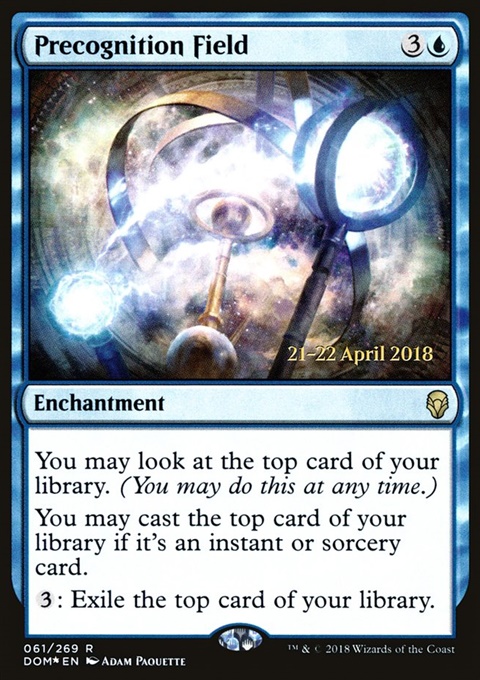 Precognition Field 3
21–22 April 2018
Enchantment
You may look at the top card of your
library. (You may do this at any time.)
You may cast the top card of your
library if it's an instant or sorcery
card.
3: Exile the top card of your library.
061/269 R
™ & © 2018 Wizards of the Coast
DOM★EN Adam Paquette